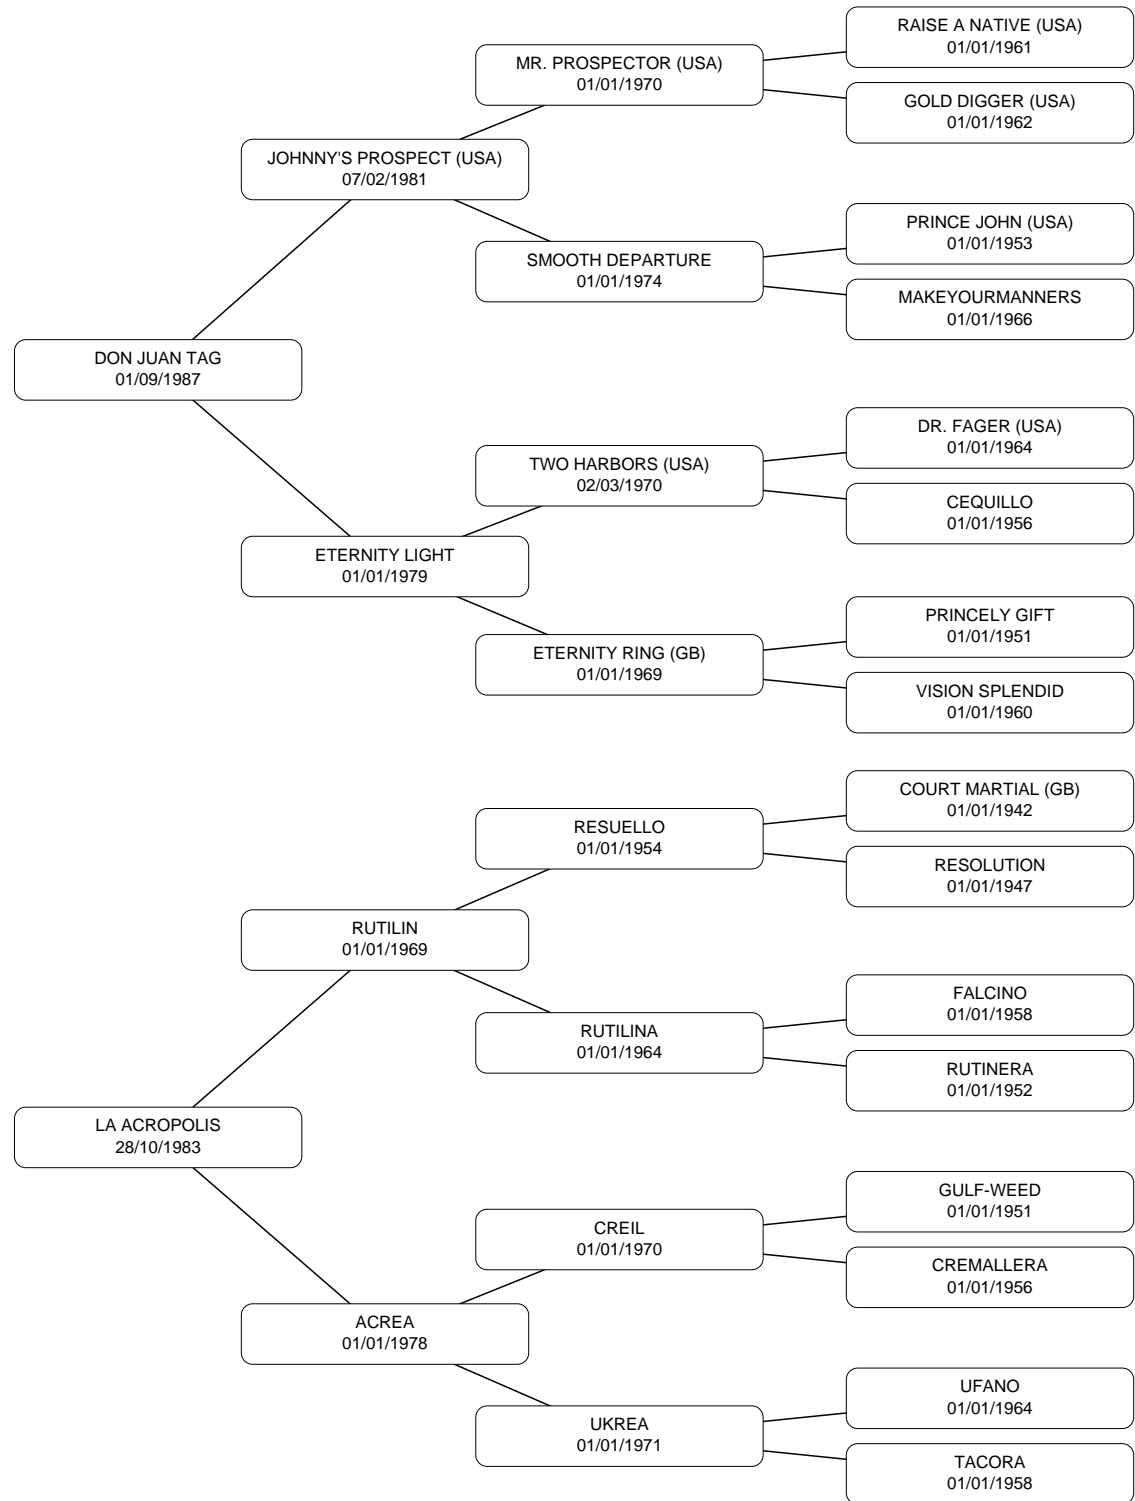 RAISE A NATIVE (USA)
01/01/1961
MR. PROSPECTOR (USA)
01/01/1970
GOLD DIGGER (USA)
01/01/1962
JOHNNY'S PROSPECT (USA)
07/02/1981
PRINCE JOHN (USA)
01/01/1953
SMOOTH DEPARTURE
01/01/1974
MAKEYOURMANNERS
01/01/1966
DON JUAN TAG
01/09/1987
DR. FAGER (USA)
01/01/1964
TWO HARBORS (USA)
02/03/1970
CEQUILLO
01/01/1956
ETERNITY LIGHT
01/01/1979
PRINCELY GIFT
01/01/1951
ETERNITY RING (GB)
01/01/1969
VISION SPLENDID
01/01/1960
COURT MARTIAL (GB)
01/01/1942
RESUELLO
01/01/1954
RESOLUTION
01/01/1947
RUTILIN
01/01/1969
FALCINO
01/01/1958
RUTILINA
01/01/1964
RUTINERA
01/01/1952
LA ACROPOLIS
28/10/1983
GULF-WEED
01/01/1951
CREIL
01/01/1970
CREMALLERA
01/01/1956
ACREA
01/01/1978
UFANO
01/01/1964
UKREA
01/01/1971
TACORA
01/01/1958